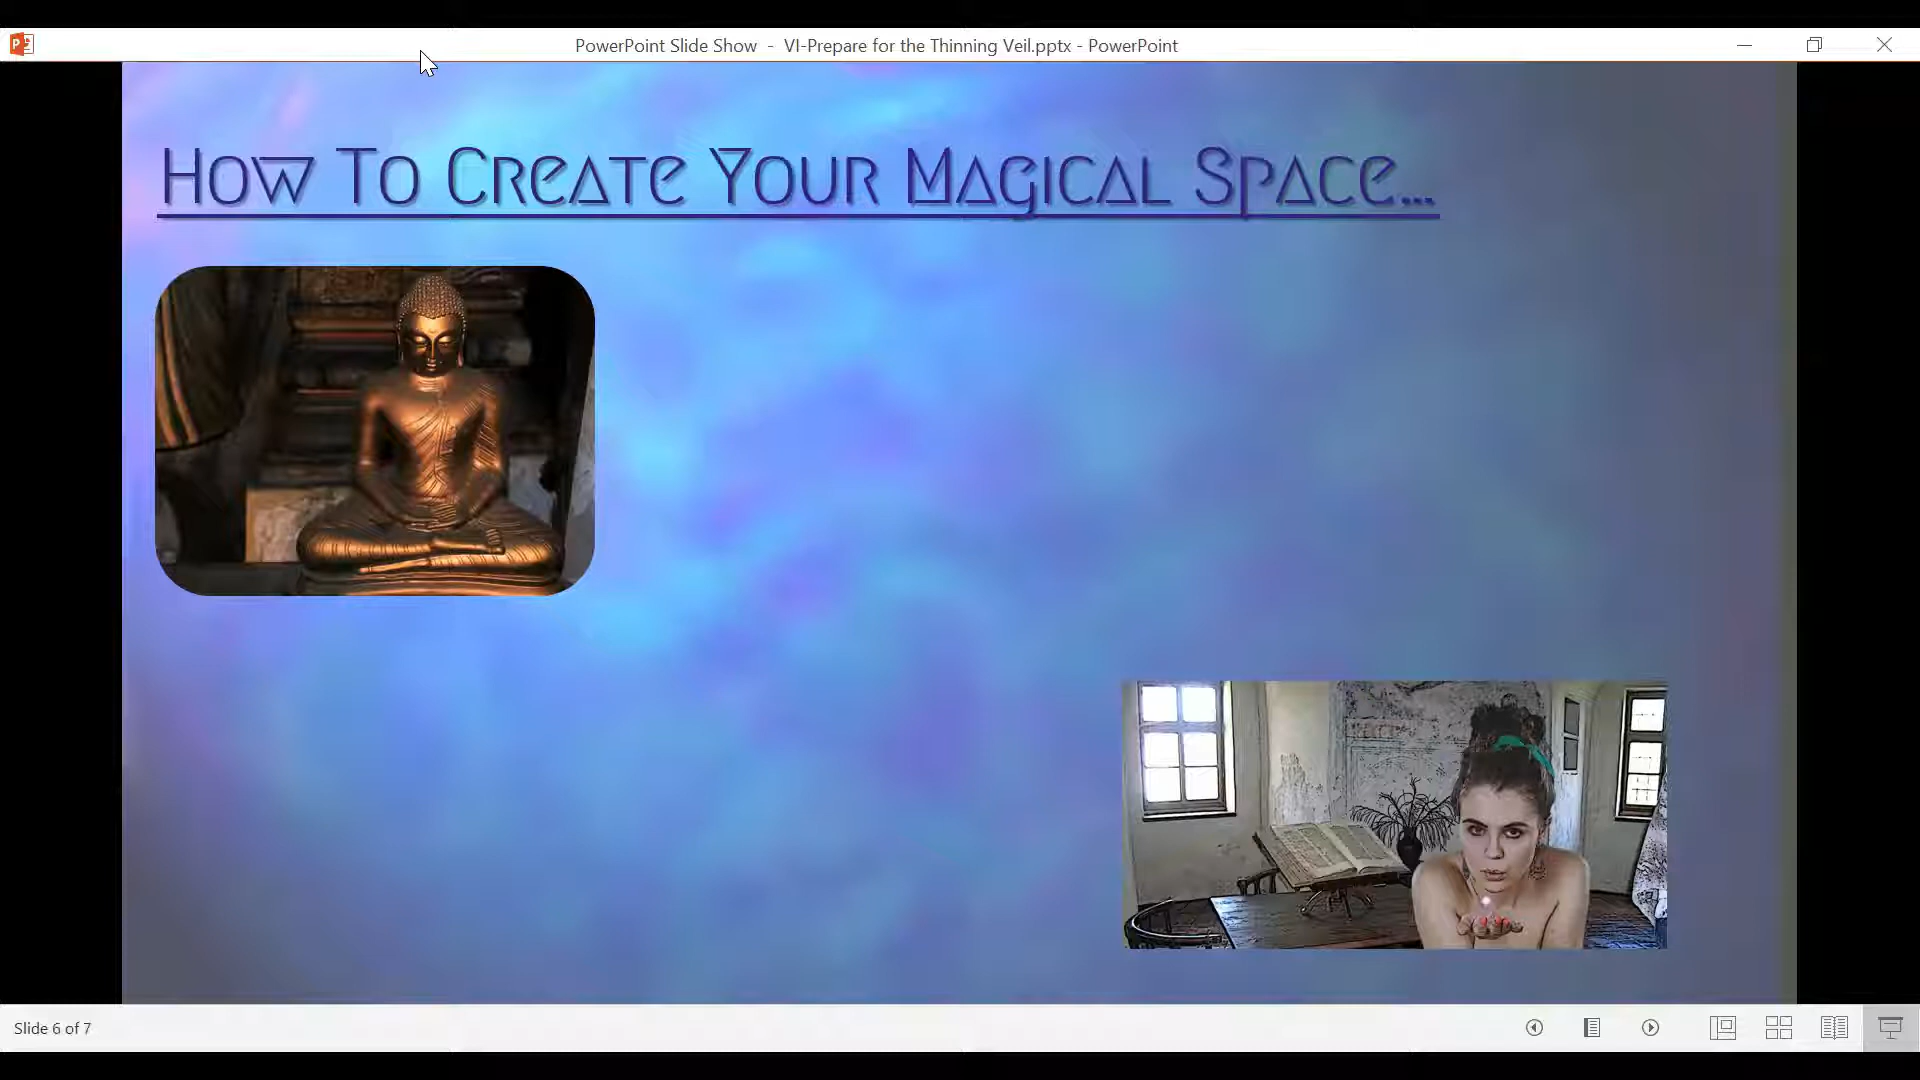 PowerPoint Slide Show - VI-Prepare for the Thinning Veil.pptx - PowerPoint
How To Create Your Magical Space...
Slide 6 of 7